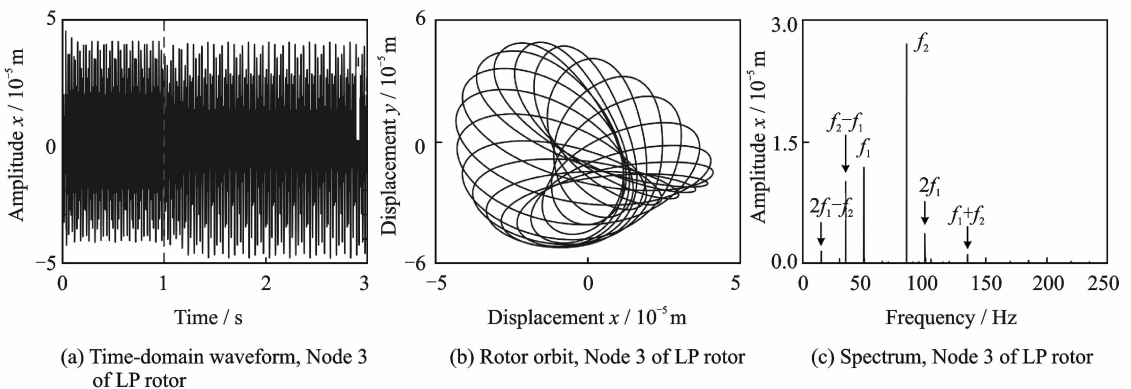 5
0
−5
Amplitude x / 10⁻⁵ m
0
1
2
3
Time / s
(a) Time-domain waveform, Node 3
of LP rotor
6
3
0
−3
−6
Displacement y / 10⁻⁵ m
−5
0
5
Displacement x / 10⁻⁵ m
(b) Rotor orbit, Node 3 of LP rotor
3.0
1.5
0.0
Amplitude x / 10⁻⁵ m
f₂
f₂−f₁
f₁
2f₁−f₂
2f₁
f₁+f₂
0
50
100
150
200
250
Frequency / Hz
(c) Spectrum, Node 3 of LP rotor